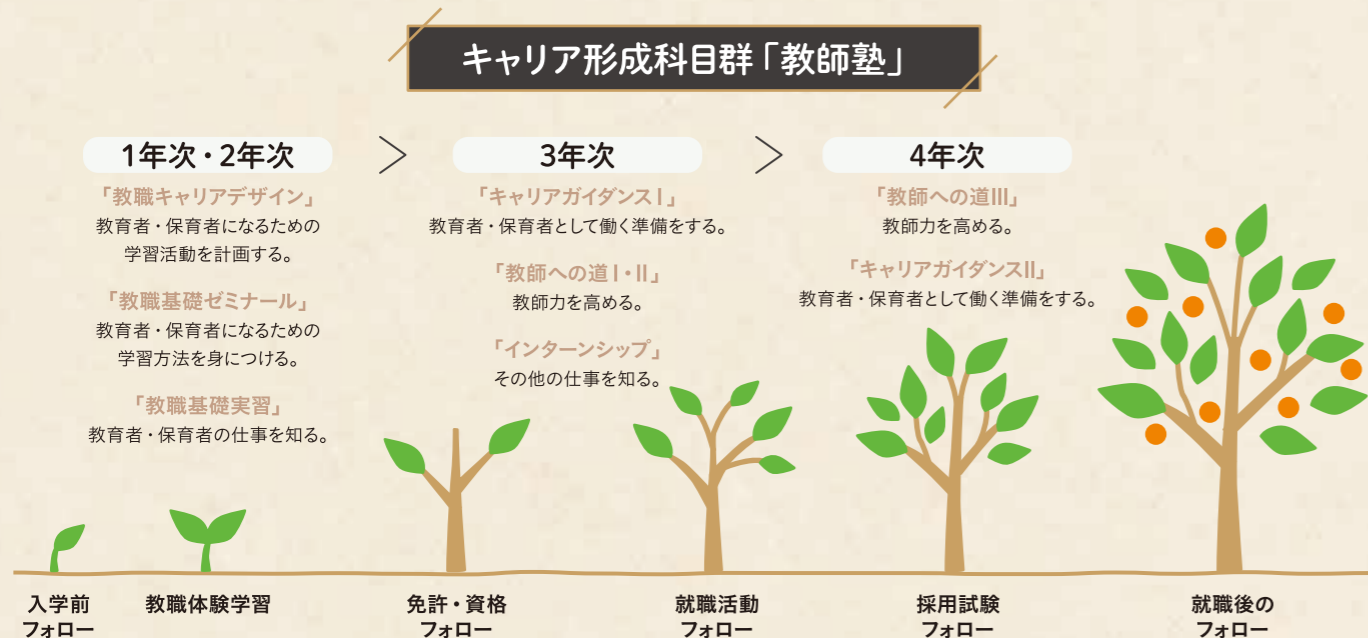 キャリア形成科目群「教師塾」
1年次・2年次
「教職キャリアデザイン」
教育者・保育者になるための
学習活動を計画する。
「教職基礎ゼミナール」
教育者・保育者になるための
学習方法を身につける。
「教職基礎実習」
教育者・保育者の仕事を知る。
3年次
「キャリアガイダンスI」
教育者・保育者として働く準備をする。
「教師への道I・II」
教師力を高める。
「インターンシップ」
その他の仕事を知る。
4年次
「教師への道III」
教師力を高める。
「キャリアガイダンスII」
教育者・保育者として働く準備をする。
入学前
フォロー
教職体験学習
免許・資格
フォロー
就職活動
フォロー
採用試験
フォロー
就職後の
フォロー